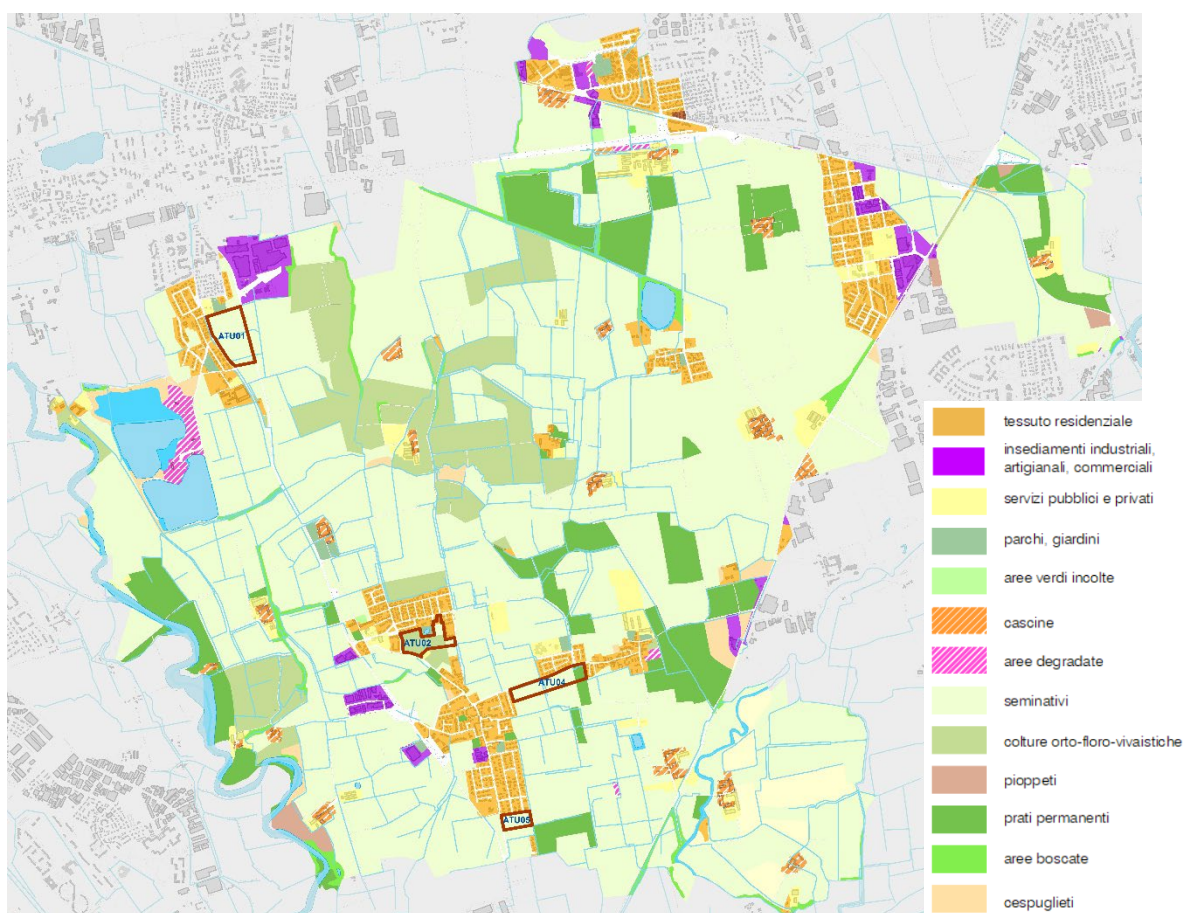 ATU01
ATU02
ATU04
ATU05
tessuto residenziale
insediamenti industriali,
artigianali, commerciali
servizi pubblici e privati
parchi, giardini
aree verdi incolte
cascine
aree degradate
seminativi
colture orto-floro-vivaistiche
pioppeti
prati permanenti
aree boscate
cespuglieti